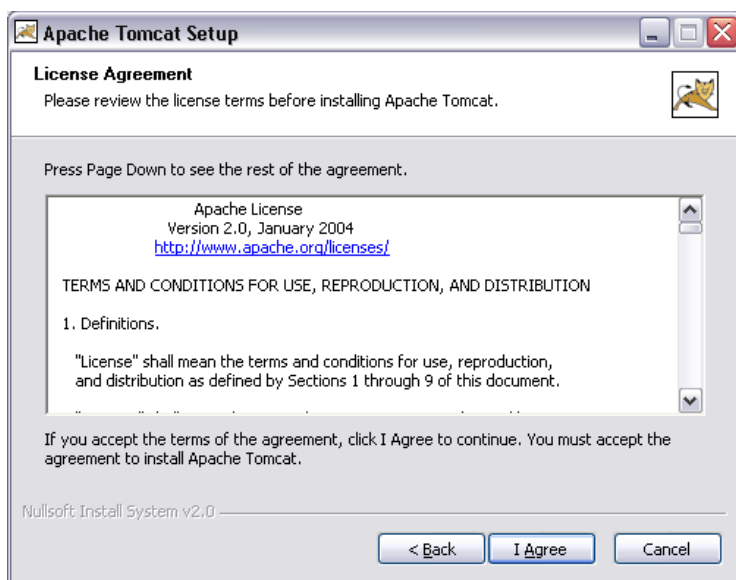 Apache Tomcat Setup
License Agreement
Please review the license terms before installing Apache Tomcat.
Press Page Down to see the rest of the agreement.
Apache License
Version 2.0, January 2004
http://www.apache.org/licenses/
TERMS AND CONDITIONS FOR USE, REPRODUCTION, AND DISTRIBUTION
1. Definitions.
"License" shall mean the terms and conditions for use, reproduction,
and distribution as defined by Sections 1 through 9 of this document.
If you accept the terms of the agreement, click I Agree to continue. You must accept the
agreement to install Apache Tomcat.
Nullsoft Install System v2.0
< Back
I Agree
Cancel